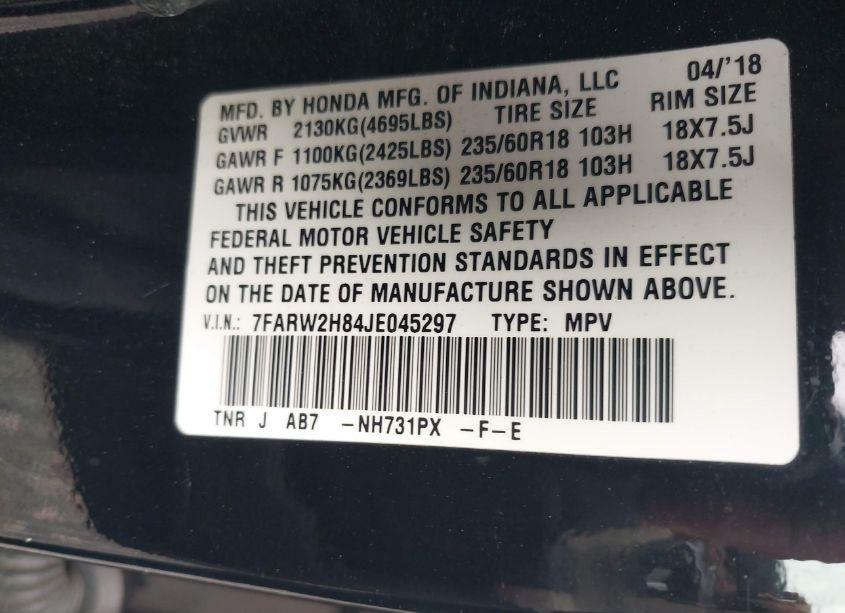 MFD. BY HONDA MFG. OF INDIANA, LLC 04/'18
GVWR 2130KG(4695LBS) TIRE SIZE RIM SIZE
GAWR F 1100KG(2425LBS) 235/60R18 103H 18X7.5J
GAWR R 1075KG(2369LBS) 235/60R18 103H 18X7.5J
THIS VEHICLE CONFORMS TO ALL APPLICABLE
FEDERAL MOTOR VEHICLE SAFETY
AND THEFT PREVENTION STANDARDS IN EFFECT
ON THE DATE OF MANUFACTURE SHOWN ABOVE.
V.I.N.: 7FARW2H84JE045297 TYPE: MPV
TNR J AB7 -NH731PX -F-E